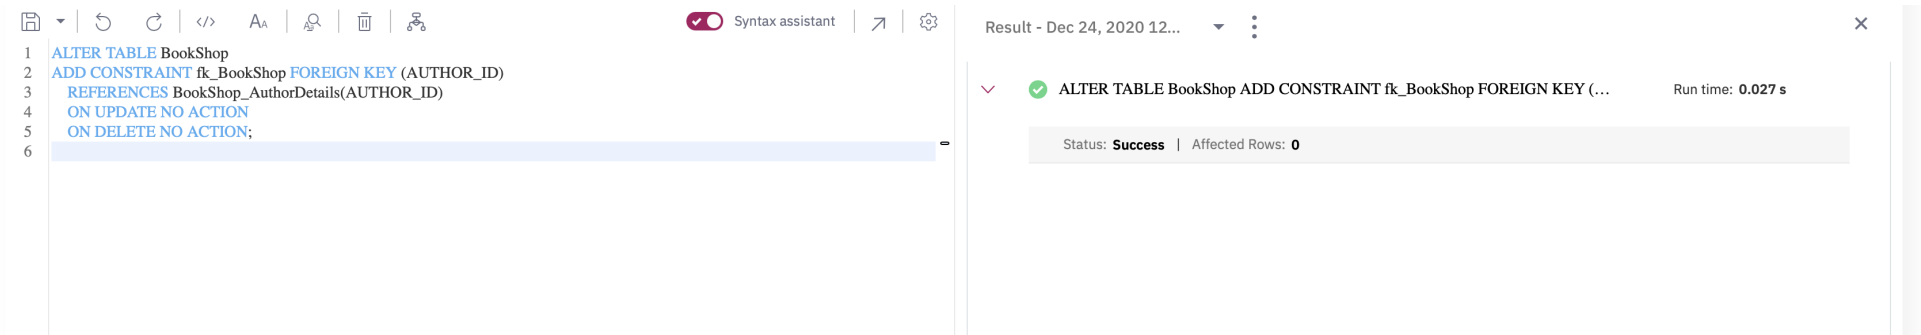 </> AA Syntax assistant
1 ALTER TABLE BookShop
2 ADD CONSTRAINT fk_BookShop FOREIGN KEY (AUTHOR_ID)
3 REFERENCES BookShop_AuthorDetails(AUTHOR_ID)
4 ON UPDATE NO ACTION
5 ON DELETE NO ACTION;
6
Result - Dec 24, 2020 12...
ALTER TABLE BookShop ADD CONSTRAINT fk_BookShop FOREIGN KEY (... Run time: 0.027 s
Status: Success | Affected Rows: 0